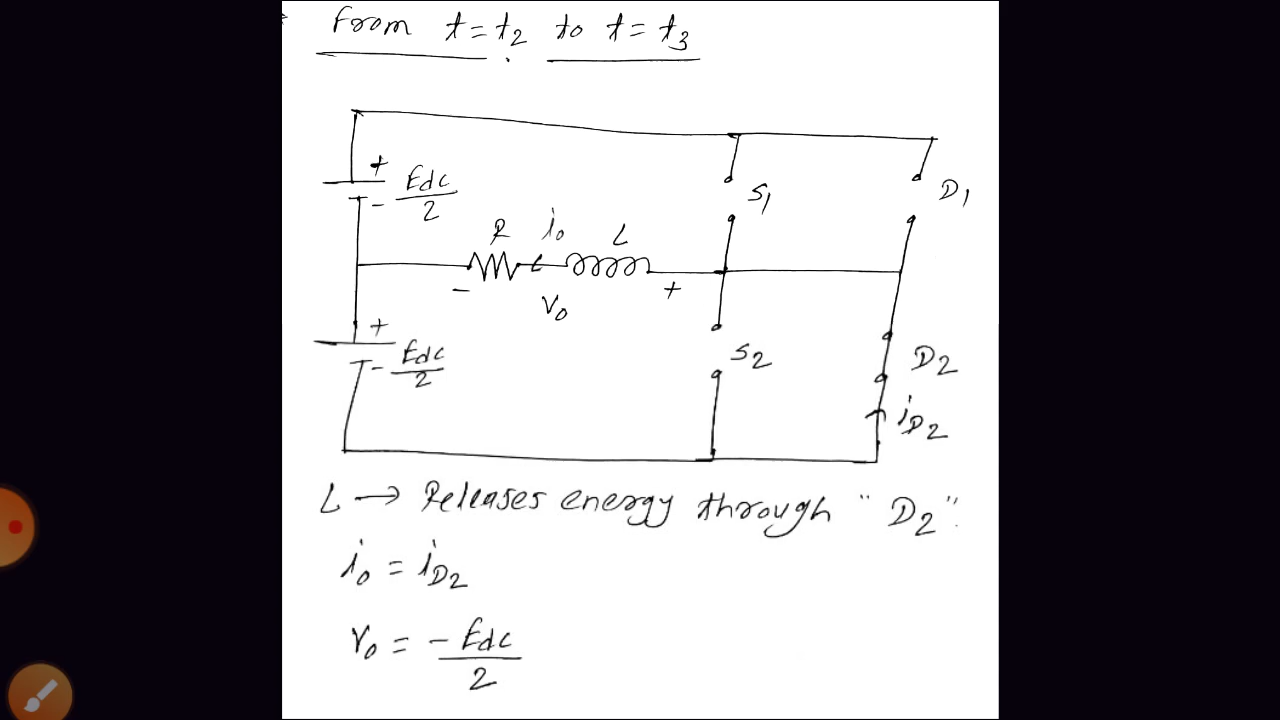 From t = t2 to t = t3
+
Edc
- 2
S1
D1
R io L
- Vo +
+
- Edc
2
S2
D2
iD2
L → Releases energy through "D2".
io = iD2
Vo = - Edc
2